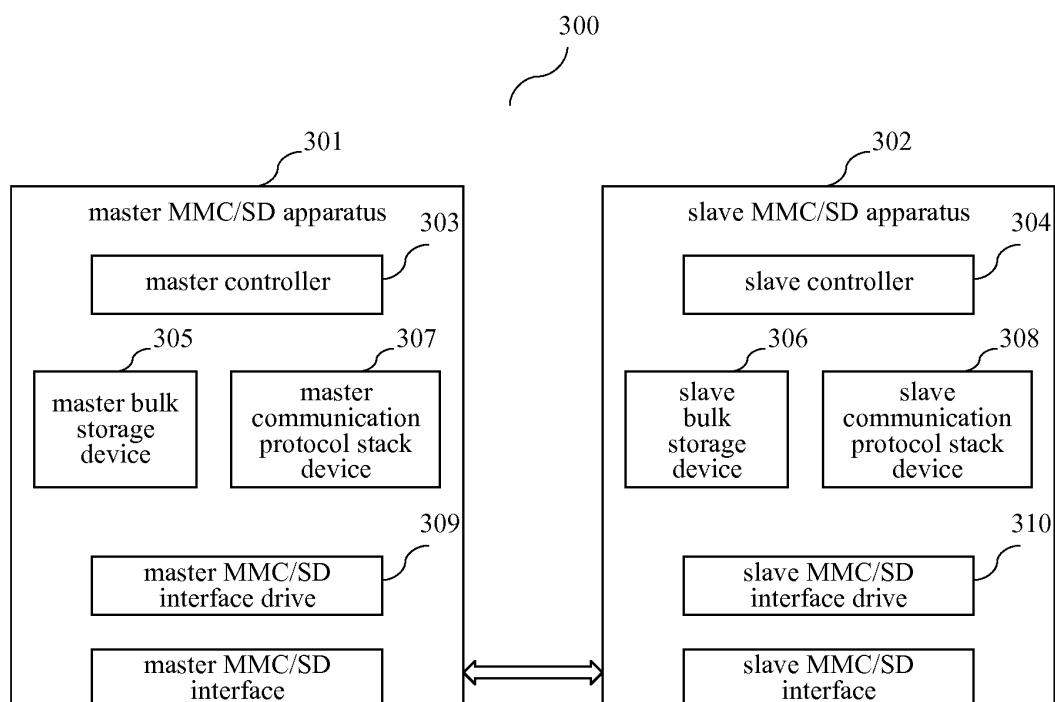 300
301
302
master MMC/SD apparatus
slave MMC/SD apparatus
303
304
master controller
slave controller
305
307
306
308
master bulk
storage
device
master
communication
protocol stack
device
slave
bulk
storage
device
slave
communication
protocol stack
device
309
310
master MMC/SD
interface drive
slave MMC/SD
interface drive
master MMC/SD
interface
slave MMC/SD
interface